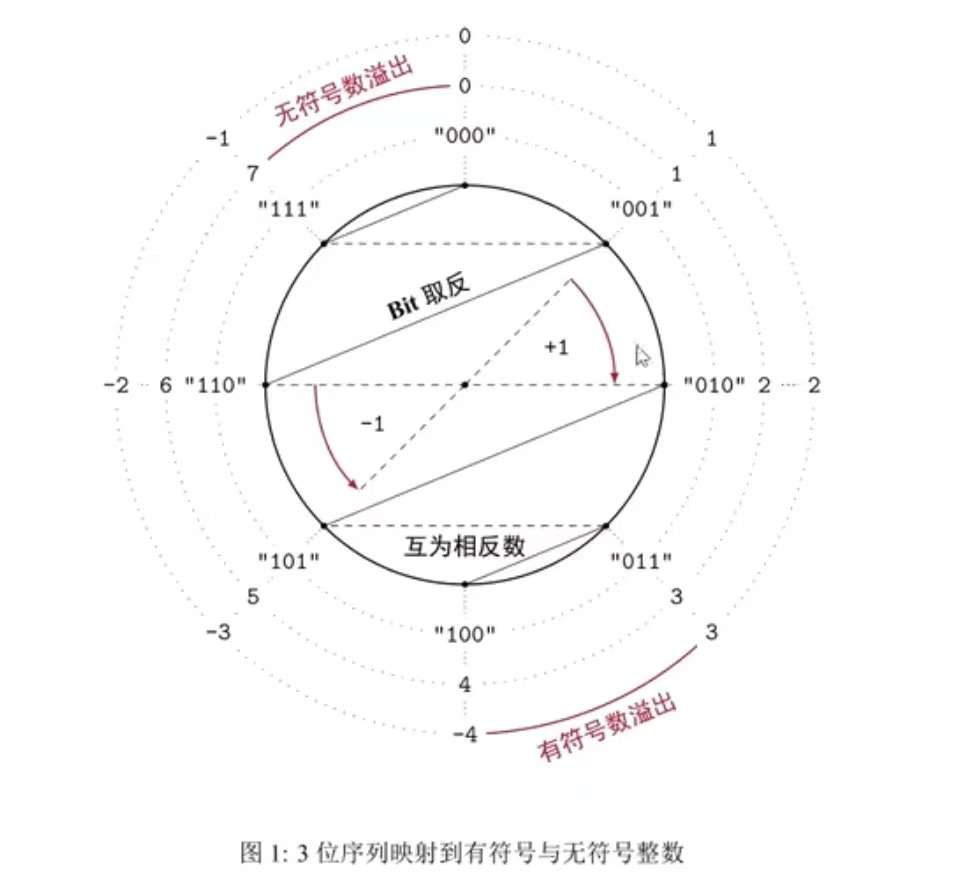 0
无符号数溢出
0
"000"
-1
1
7
1
"111"
"001"
Bit 取反
+1
-2 6 "110"
"010" 2 2
-1
互为相反数
"101"
"011"
5
3
-3
3
"100"
4
-4
有符号数溢出
图 1: 3 位序列映射到有符号与无符号整数